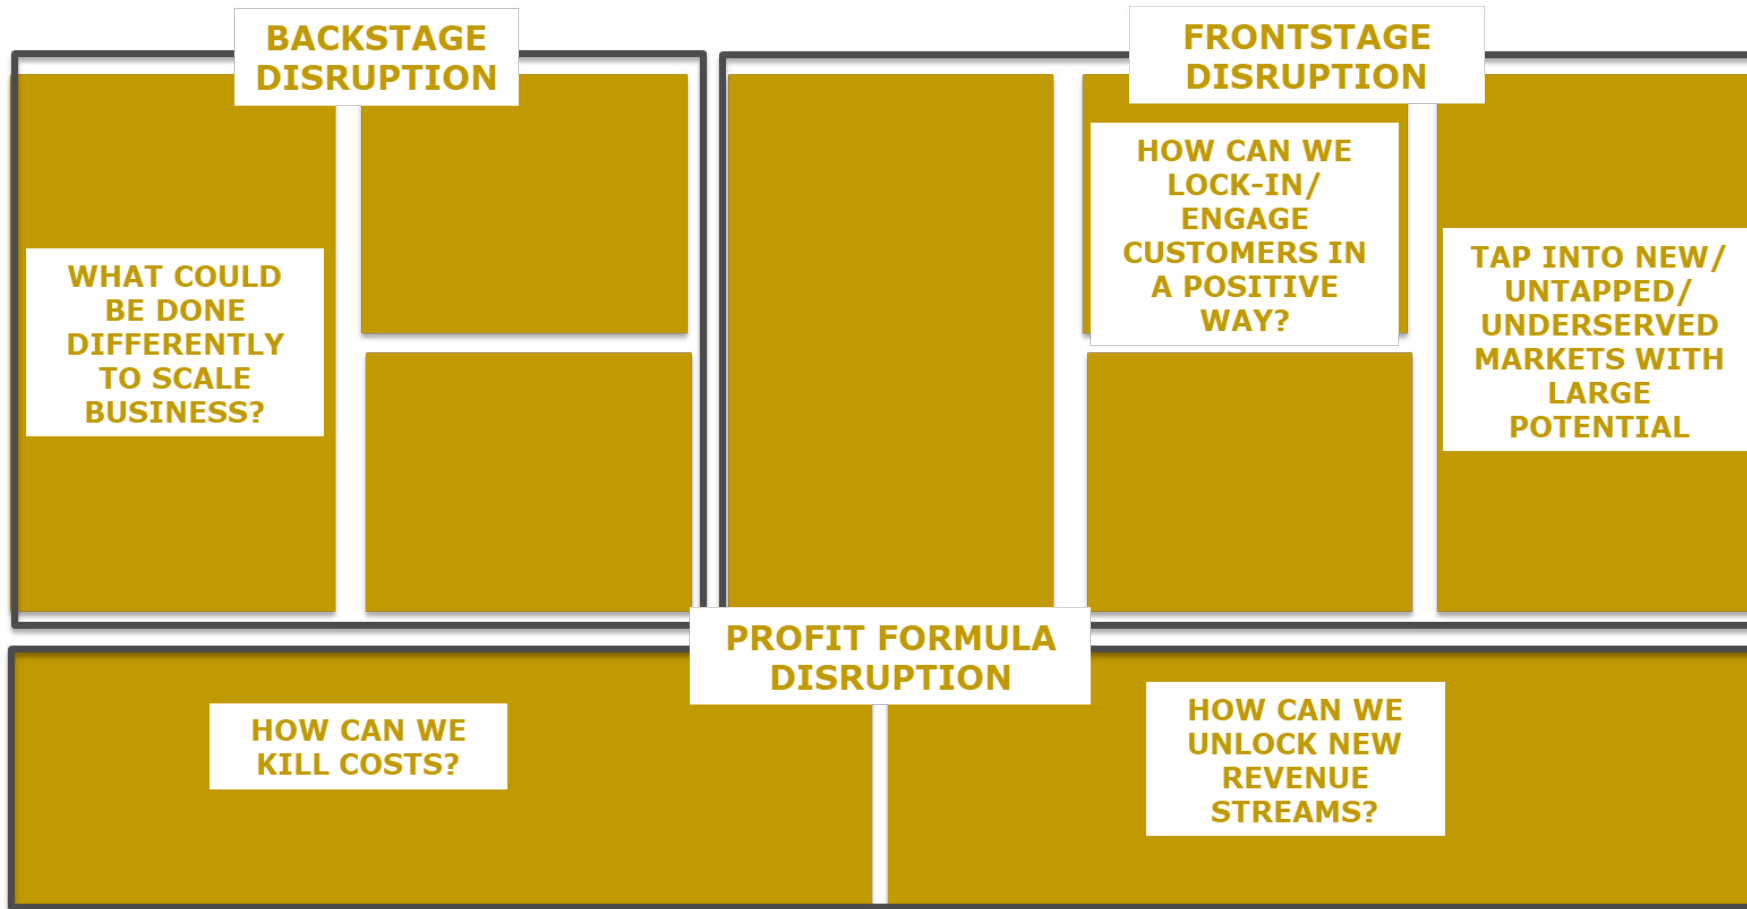 BACKSTAGE
DISRUPTION
FRONTSTAGE
DISRUPTION
WHAT COULD
BE DONE
DIFFERENTLY
TO SCALE
BUSINESS?
HOW CAN WE
LOCK-IN/
ENGAGE
CUSTOMERS IN
A POSITIVE
WAY?
TAP INTO NEW/
UNTAPPED/
UNDERSERVED
MARKETS WITH
LARGE
POTENTIAL
PROFIT FORMULA
DISRUPTION
HOW CAN WE
KILL COSTS?
HOW CAN WE
UNLOCK NEW
REVENUE
STREAMS?